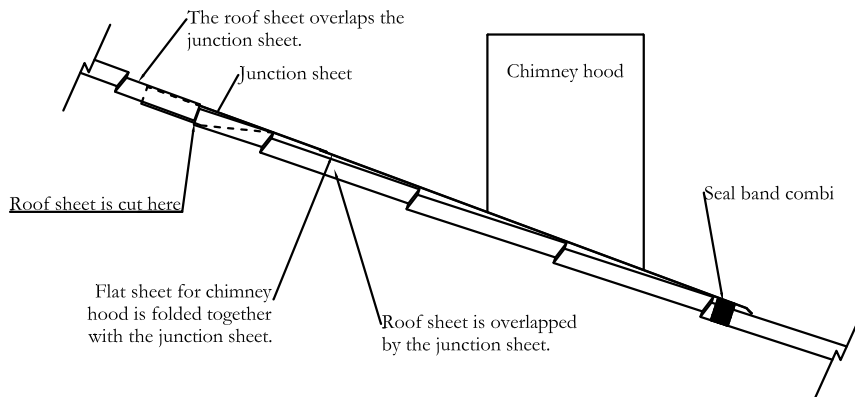 The roof sheet overlaps the
junction sheet.
Junction sheet
Chimney hood
Seal band combi
Roof sheet is cut here
Flat sheet for chimney
hood is folded together
with the junction sheet.
Roof sheet is overlapped
by the junction sheet.